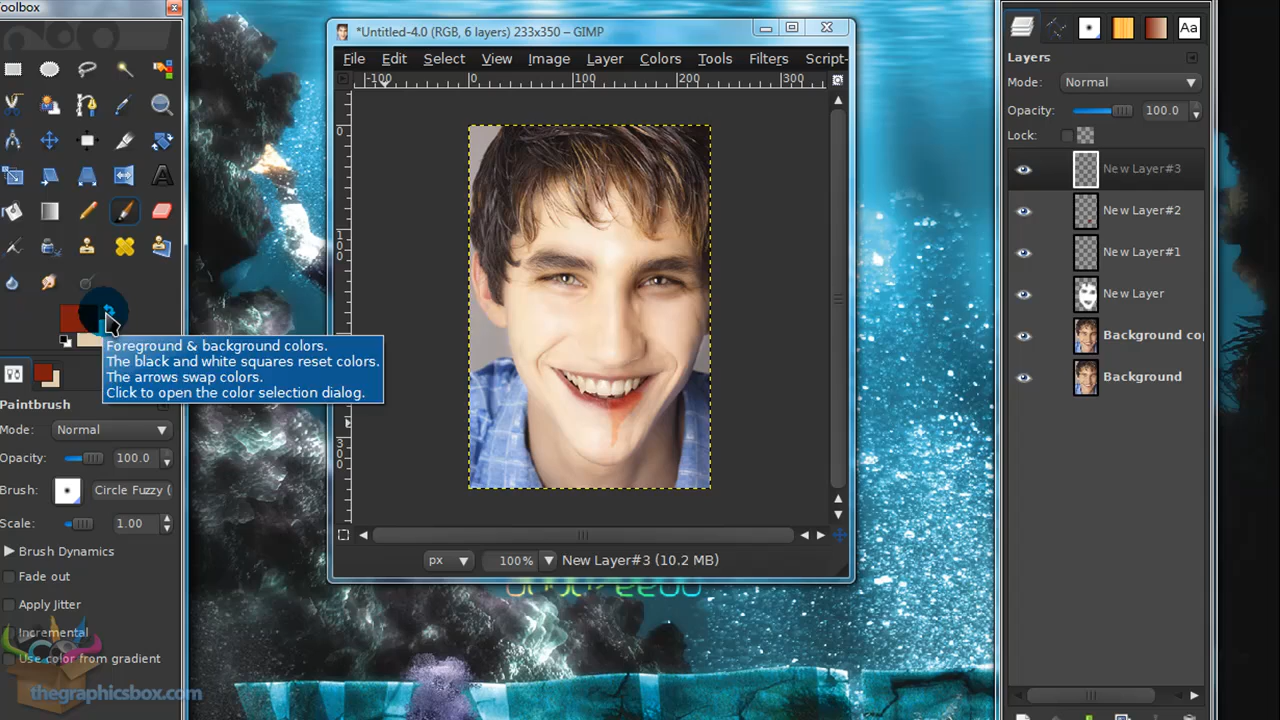 oolbox
*Untitled-4.0 (RGB, 6 layers) 233x350 – GIMP
File Edit Select View Image Layer Colors Tools Filters Script-
-100 0 100 200 300
0
100
300
Foreground & background colors.
The black and white squares reset colors.
The arrows swap colors.
Click to open the color selection dialog.
Paintbrush
Mode: Normal
Opacity: 100.0
Brush: Circle Fuzzy (
Scale: 1.00
Brush Dynamics
Fade out
Apply Jitter
Incremental
Use color from gradient
thegraphicsbox.com
px 100% New Layer#3 (10.2 MB)
Aa
Layers
Mode: Normal
Opacity: 100.0
Lock:
New Layer#3
New Layer#2
New Layer#1
New Layer
Background cop
Background